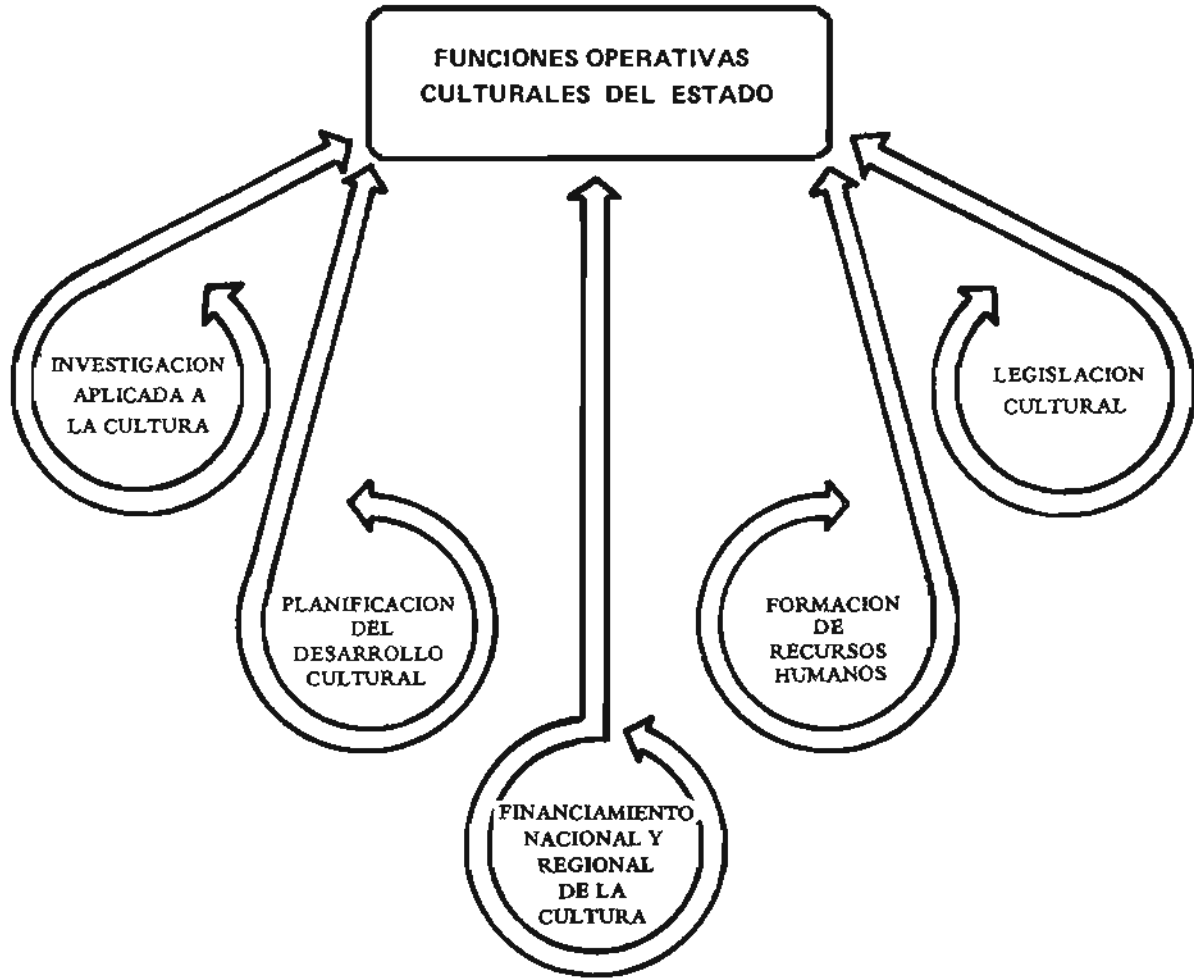 FUNCIONES OPERATIVAS
CULTURALES DEL ESTADO
INVESTIGACION
APLICADA A
LA CULTURA
LEGISLACION
CULTURAL
PLANIFICACION
DEL
DESARROLLO
CULTURAL
FORMACION
DE
RECURSOS
HUMANOS
FINANCIAMIENTO
NACIONAL Y
REGIONAL
DE LA
CULTURA